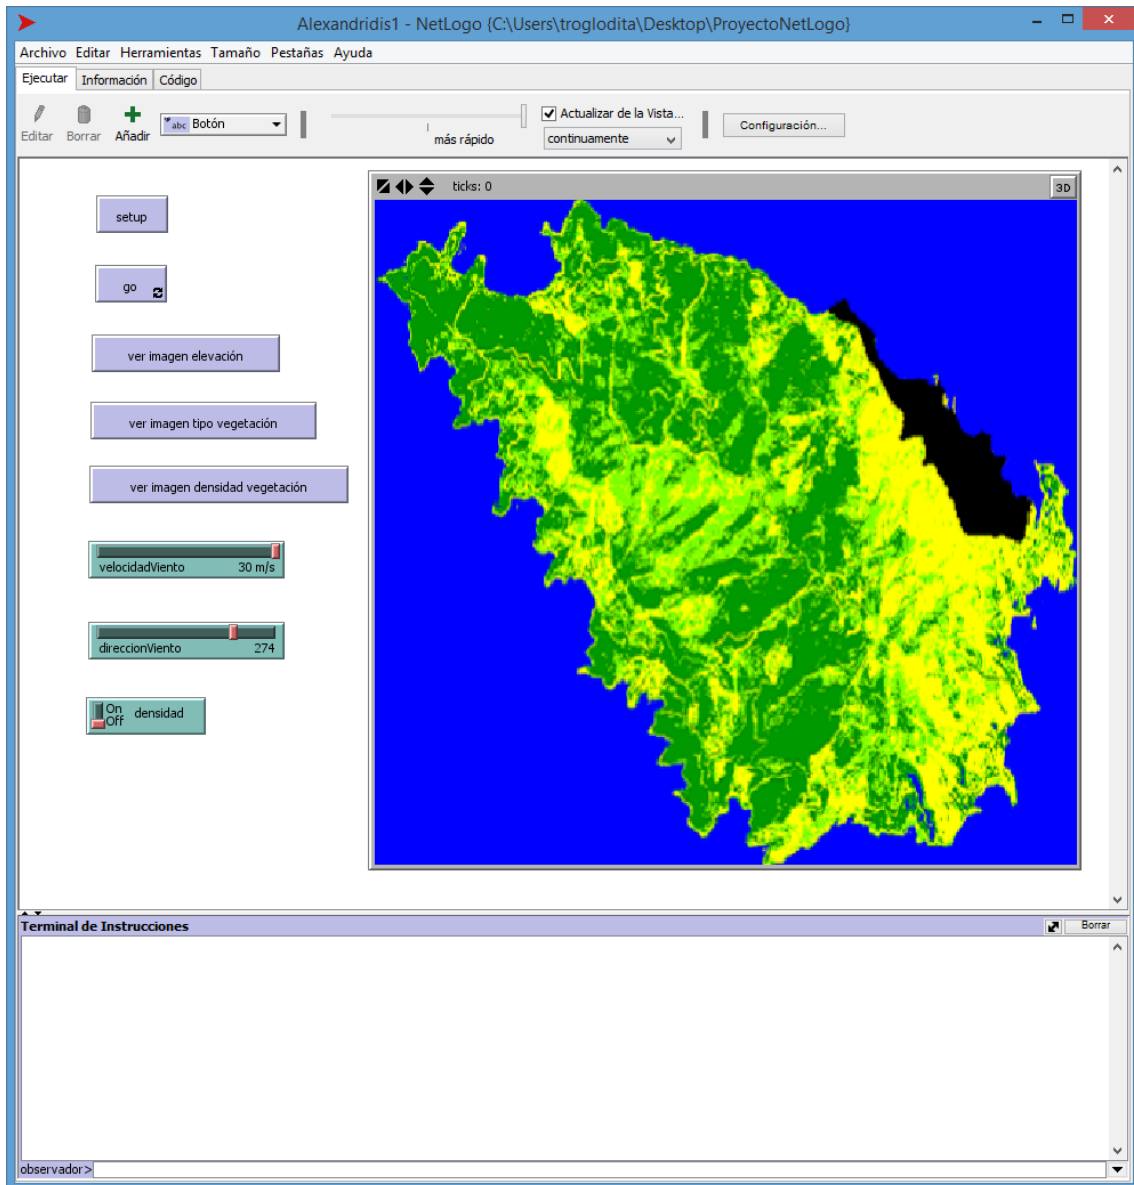 Alexandridis1 - NetLogo {C:\Users\troglodita\Desktop\ProyectoNetLogo}
Archivo Editar Herramientas Tamaño Pestañas Ayuda
Ejecutar Información Código
Editar Borrar Añadir abc Botón más rápido Actualizar de la Vista... continuamente Configuración...
ticks: 0 3D
setup
go
ver imagen elevación
ver imagen tipo vegetación
ver imagen densidad vegetación
velocidadViento 30 m/s
direccionViento 274
On
Off densidad
Terminal de Instrucciones Borrar
observador>